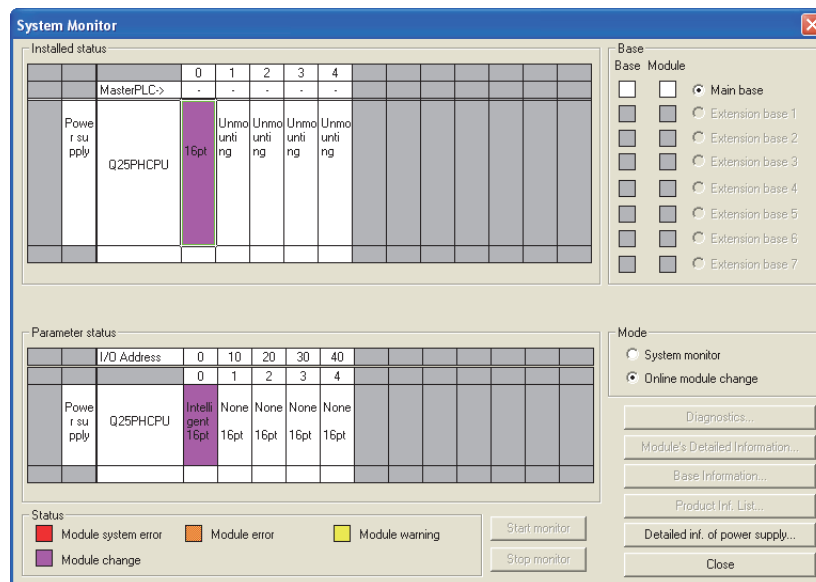 System Monitor
Installed status
0 1 2 3 4
MasterPLC-> - - - - -
Powe
r su
pply
Q25PHCPU
16pt
Unmo
unti
ng
Unmo
unti
ng
Unmo
unti
ng
Unmo
unti
ng
Base
Base Module
Main base
Extension base 1
Extension base 2
Extension base 3
Extension base 4
Extension base 5
Extension base 6
Extension base 7
Parameter status
I/O Address 0 10 20 30 40
0 1 2 3 4
Powe
r su
pply
Q25PHCPU
Intelli
gent
16pt
None
16pt
None
16pt
None
16pt
None
16pt
Mode
System monitor
Online module change
Diagnostics...
Module's Detailed Information...
Base Information...
Product Inf. List...
Detailed inf. of power supply...
Close
Status
Module system error
Module error
Module warning
Module change
Start monitor
Stop monitor